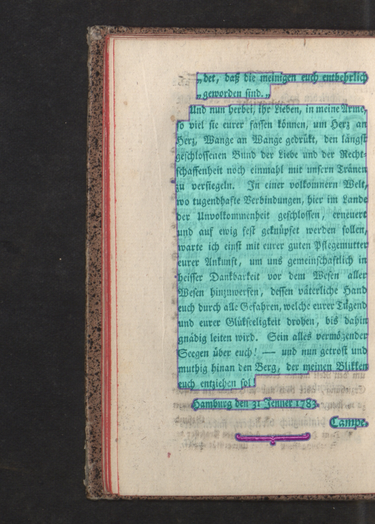 „det, daß die meinigen euch entbehrlich
„geworden sind.„
Und nun herbei, ihr Lieben, in meine Arme,
so viel sie eurer fassen können, um Herz an
Herz, Wange an Wange gedrükt, den längst
geschlossenen Bund der Liebe und der Recht-
schaffenheit noch einmahl mit unsern Tränen
zu versiegeln. In einer volkomnern Welt,
wo tugendhafte Verbindungen, hier im Lande
der Unvolkommenheit geschlossen, erneuert
und auf ewig fest geknüpfet werden sollen,
warte ich einst mit eurer guten Pflegemutter
eurer Ankunft, um uns gemeinschaftlich in
heisser Dankbarkeit vor dem Wesen aller
Wesen hinzuwerfen, dessen väterliche Hand
euch durch alle Gefahren, welche eurer Tugend
und eurer Glükseligkeit drohen, bis dahin
gnädig leiten wird. Sein alles vermögender
Seegen über euch! — und nun getrost und
muthig hinan den Berg, der meinen Blikken
euch entziehen sol!
Hamburg den 31 Jenner 1783.
Campe.